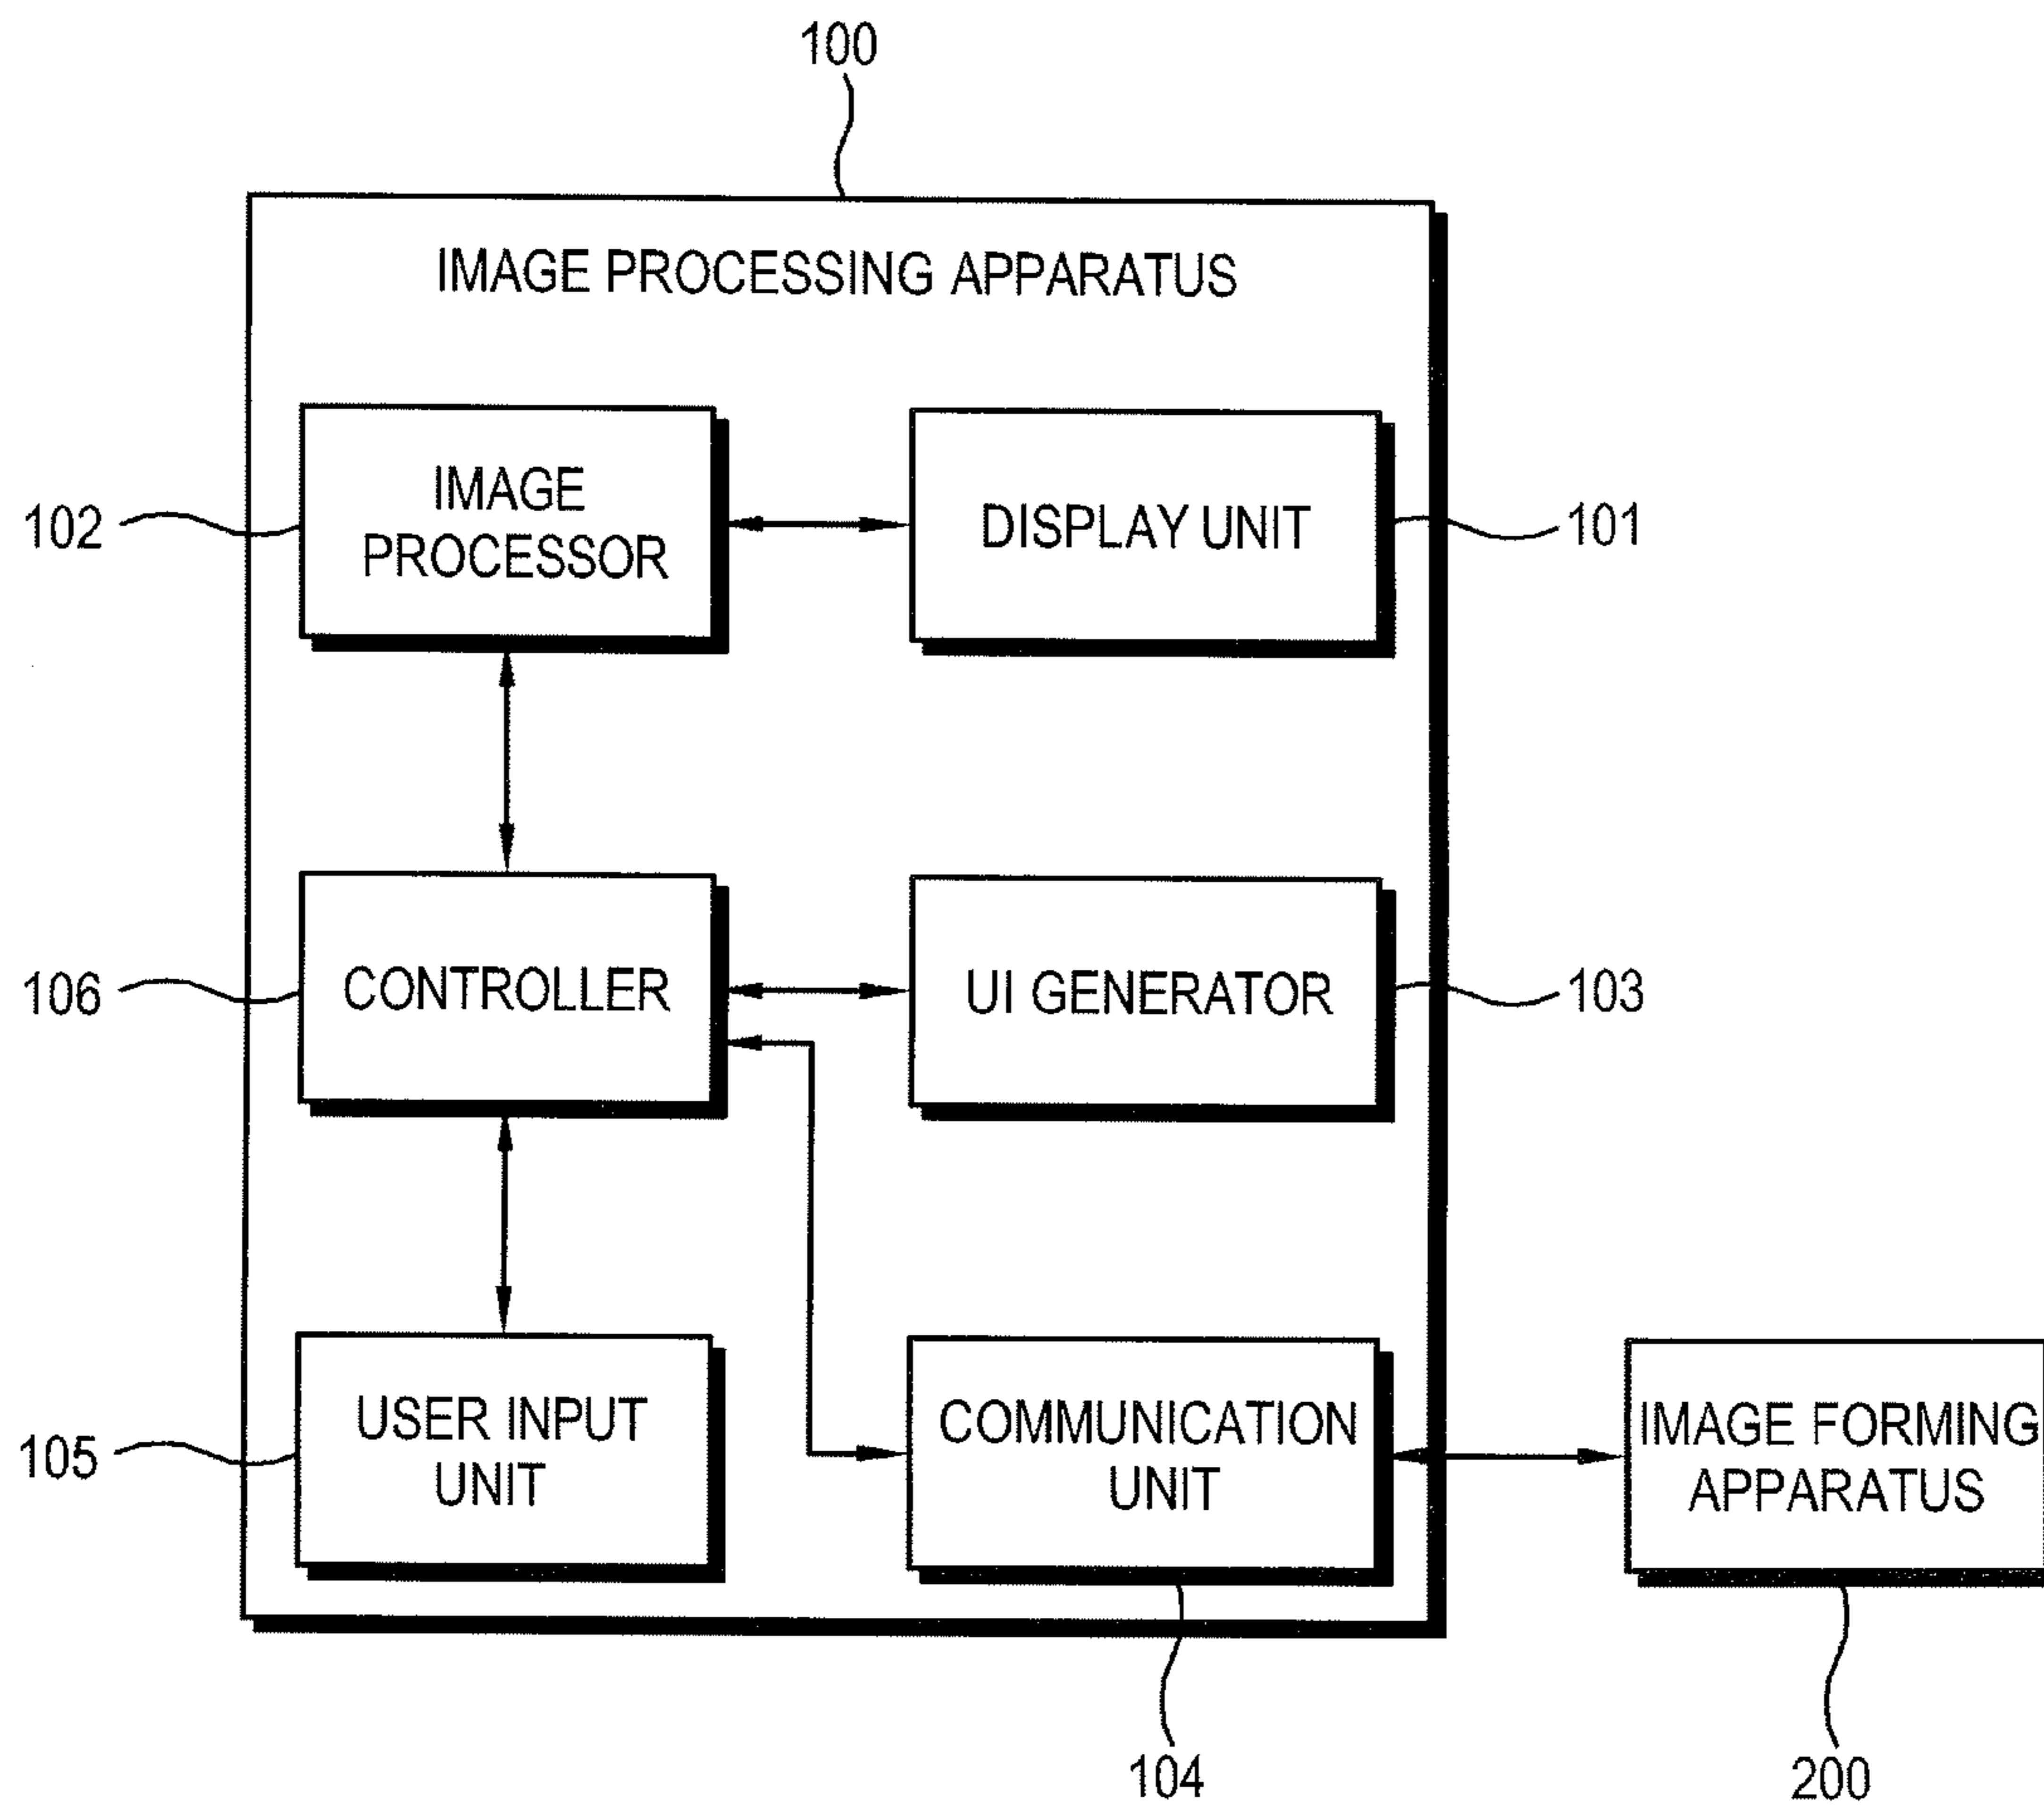 100
IMAGE PROCESSING APPARATUS
102
IMAGE
PROCESSOR
DISPLAY UNIT
101
106
CONTROLLER
UI GENERATOR
103
105
USER INPUT
UNIT
COMMUNICATION
UNIT
IMAGE FORMING
APPARATUS
104
200